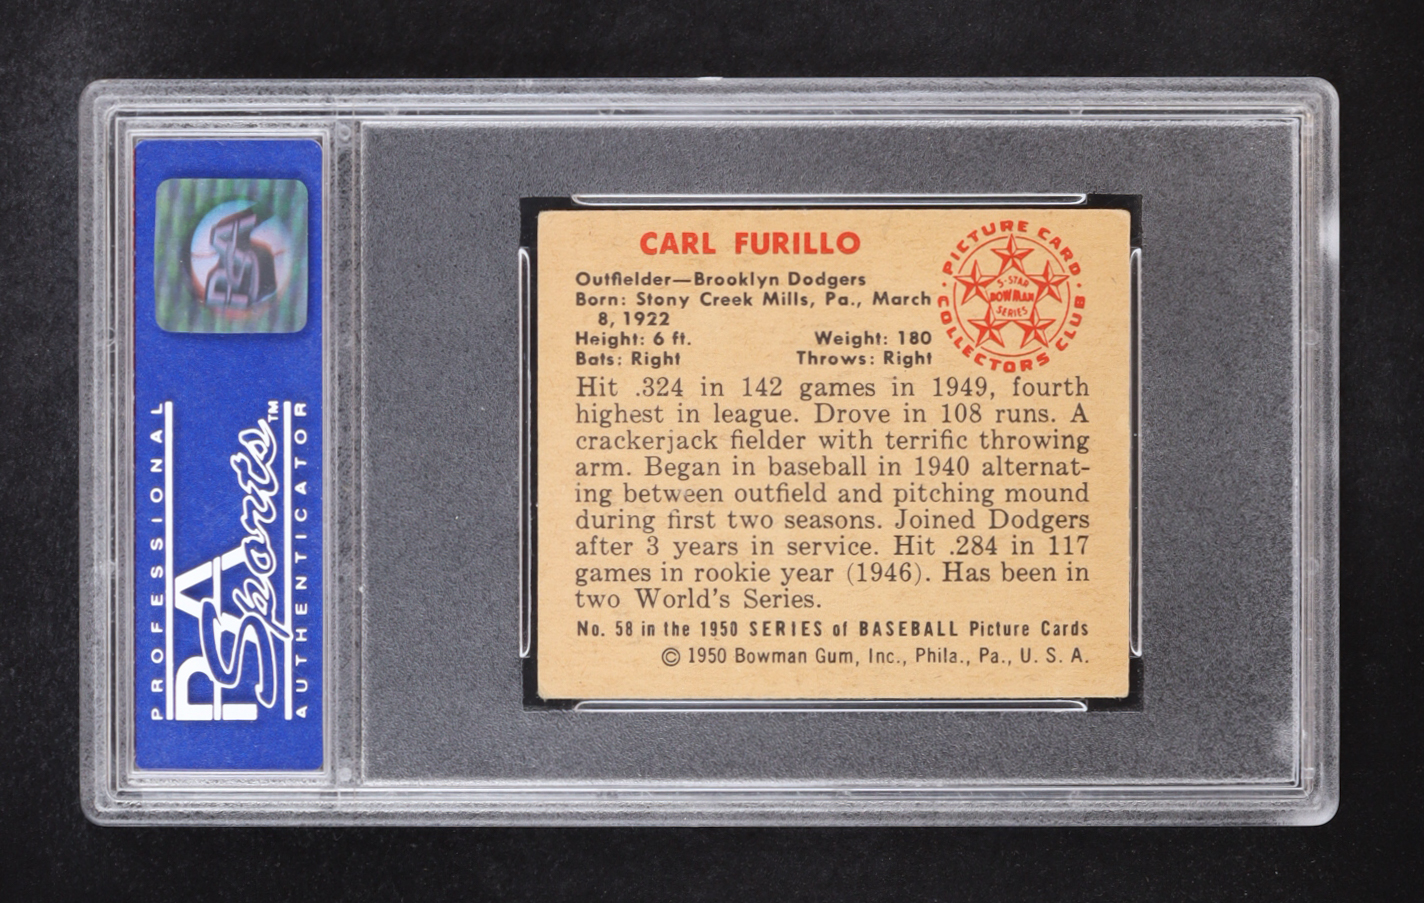 CARL FURILLO
Outfielder—Brooklyn Dodgers
Born: Stony Creek Mills, Pa., March
8, 1922
Height: 6 ft. Weight: 180
Bats: Right Throws: Right
Hit .324 in 142 games in 1949, fourth
highest in league. Drove in 108 runs. A
crackerjack fielder with terrific throwing
arm. Began in baseball in 1940 alternat-
ing between outfield and pitching mound
during first two seasons. Joined Dodgers
after 3 years in service. Hit .284 in 117
games in rookie year (1946). Has been in
two World's Series.
No. 58 in the 1950 SERIES of BASEBALL Picture Cards
© 1950 Bowman Gum, Inc., Phila., Pa., U. S. A.
PICTURE CARD
COLLECTORS CLUB
5-STAR
BOWMAN
SERIES
PSA
PROFESSIONAL
PSA Sports™
AUTHENTICATOR